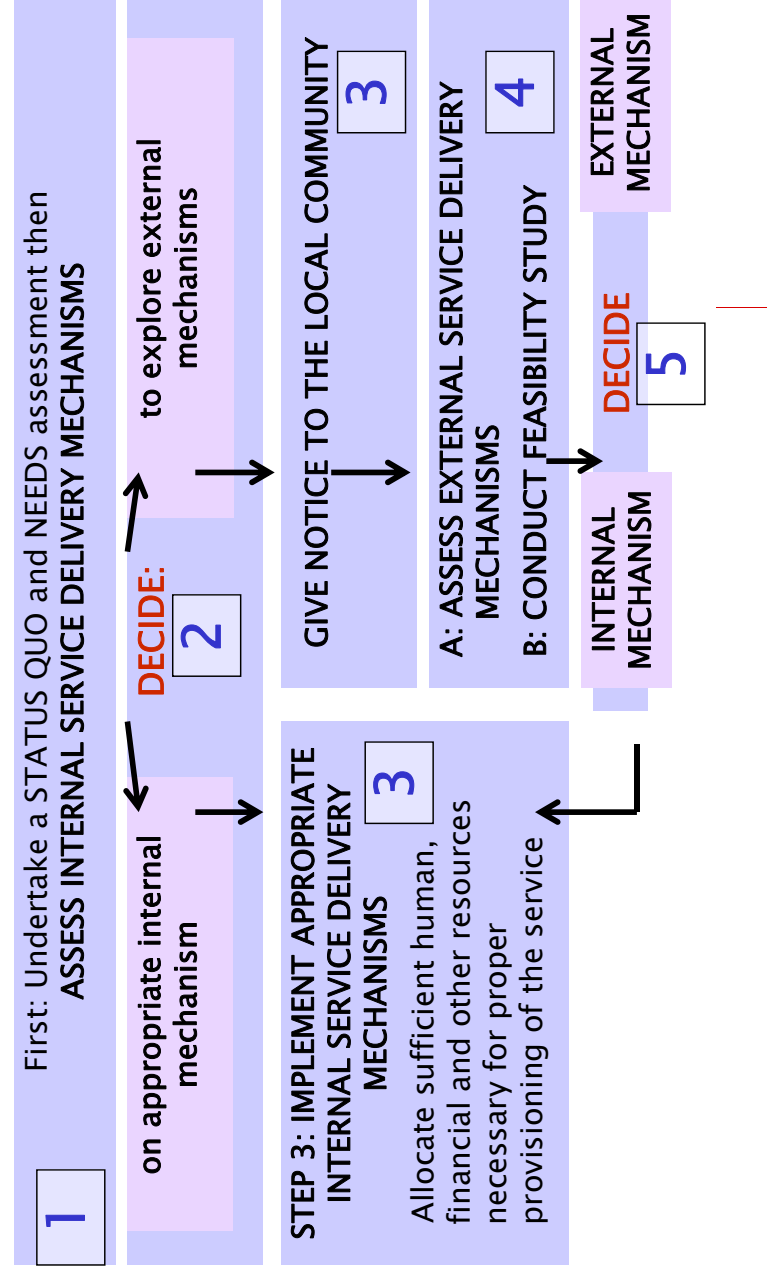 1
First: Undertake a STATUS QUO and NEEDS assessment then
ASSESS INTERNAL SERVICE DELIVERY MECHANISMS
on appropriate internal
mechanism
DECIDE:
2
to explore external
mechanisms
STEP 3: IMPLEMENT APPROPRIATE
INTERNAL SERVICE DELIVERY
MECHANISMS
3
Allocate sufficient human,
financial and other resources
necessary for proper
provisioning of the service
GIVE NOTICE TO THE LOCAL COMMUNITY
3
A: ASSESS EXTERNAL SERVICE DELIVERY
MECHANISMS
B: CONDUCT FEASIBILITY STUDY
4
INTERNAL
MECHANISM
DECIDE
5
EXTERNAL
MECHANISM